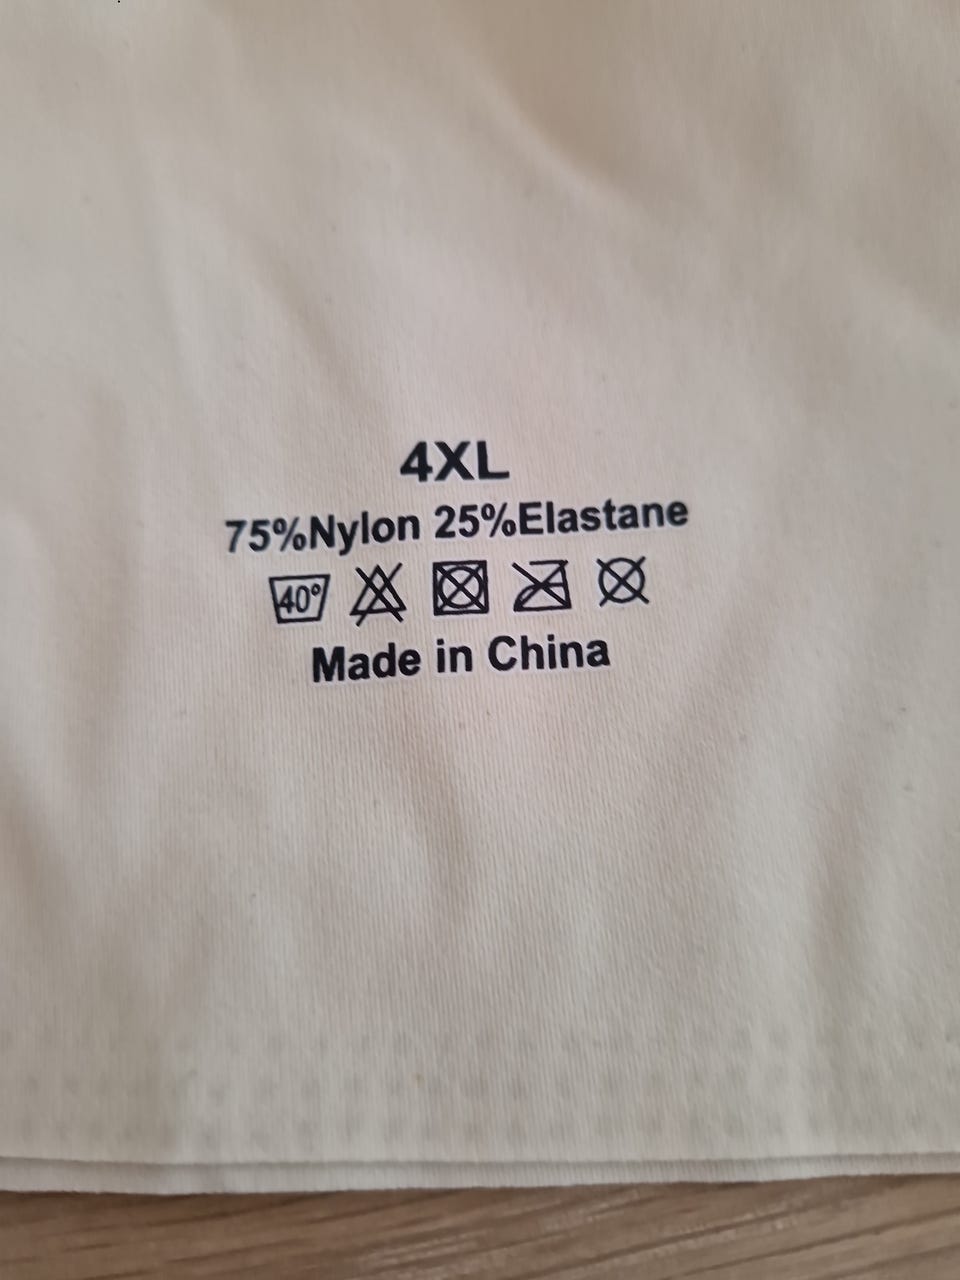 4XL
75%Nylon 25%Elastane
40°
Made in China